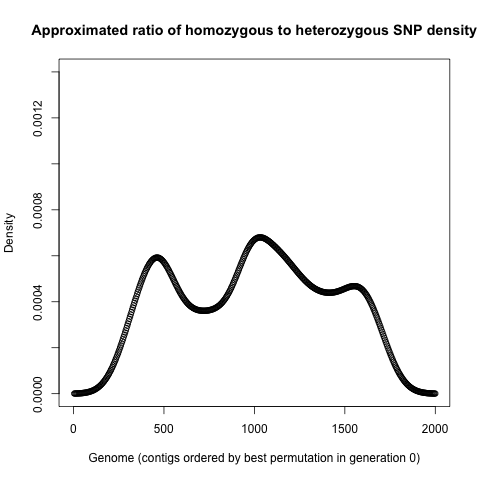 Approximated ratio of homozygous to heterozygous SNP density
Density
0.0012
0.0008
0.0004
0.0000
0 500 1000 1500 2000
Genome (contigs ordered by best permutation in generation 0)